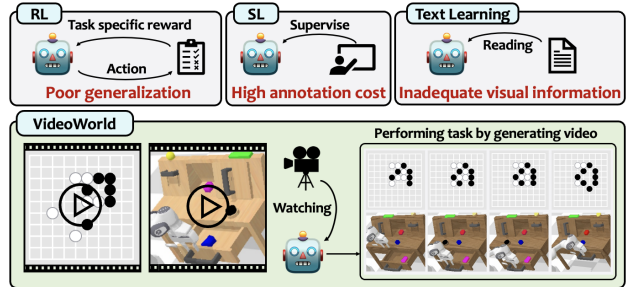 RL
Task specific reward
Action
Poor generalization
SL
Supervise
High annotation cost
Text Learning
Reading
Inadequate visual information
VideoWorld
Watching
Performing task by generating video